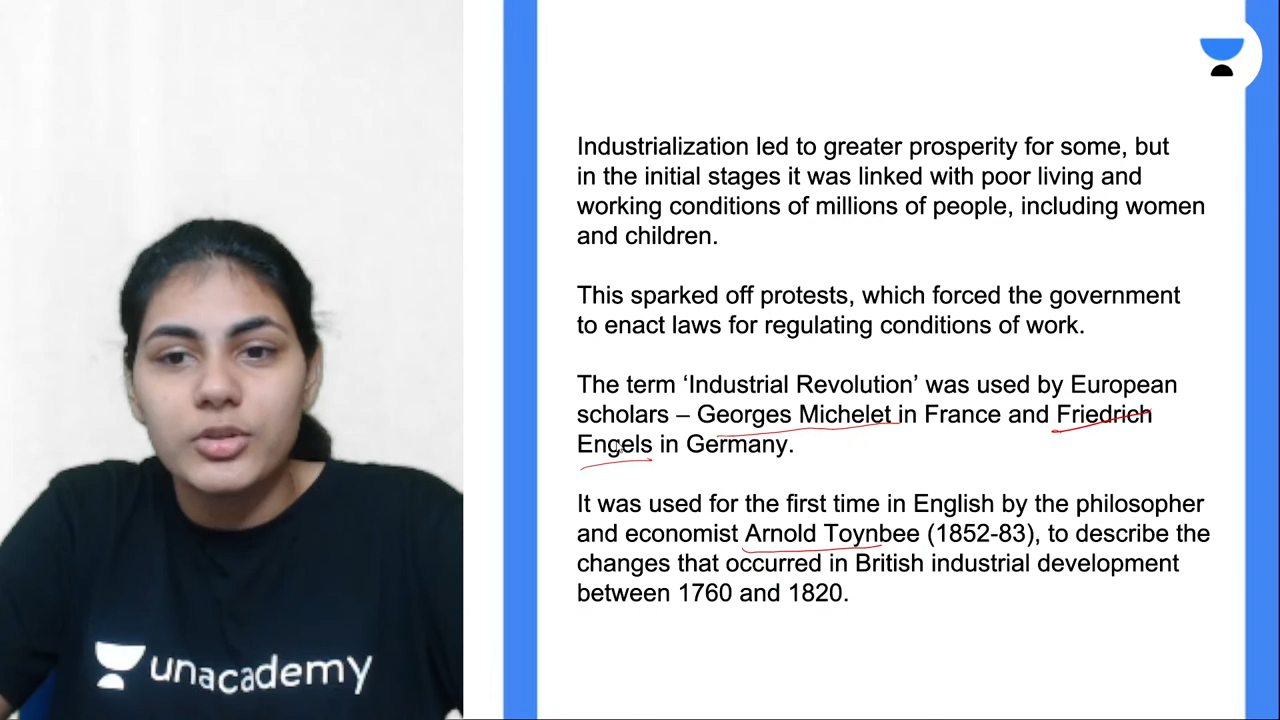 Industrialization led to greater prosperity for some, but
in the initial stages it was linked with poor living and
working conditions of millions of people, including women
and children.
This sparked off protests, which forced the government
to enact laws for regulating conditions of work.
The term ‘Industrial Revolution’ was used by European
scholars – Georges Michelet in France and Friedrich
Engels in Germany.
It was used for the first time in English by the philosopher
and economist Arnold Toynbee (1852-83), to describe the
changes that occurred in British industrial development
between 1760 and 1820.
unacademy